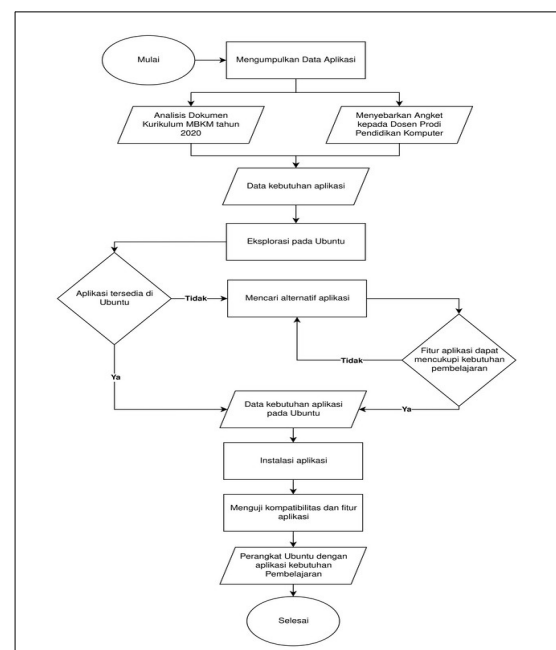 Mulai
Mengumpulkan Data Aplikasi
Analisis Dokumen
Kurikulum MBKM tahun
2020
Menyebarkan Angket
kepada Dosen Prodi
Pendidikan Komputer
Data kebutuhan aplikasi
Eksplorasi pada Ubuntu
Aplikasi tersedia di
Ubuntu
Tidak
Mencari alternatif aplikasi
Fitur aplikasi dapat
mencukupi kebutuhan
pembelajaran
Tidak
Ya
Data kebutuhan aplikasi
pada Ubuntu
Ya
Instalasi aplikasi
Menguji kompatibilitas dan fitur
aplikasi
Perangkat Ubuntu dengan
aplikasi kebutuhan
Pembelajaran
Selesai